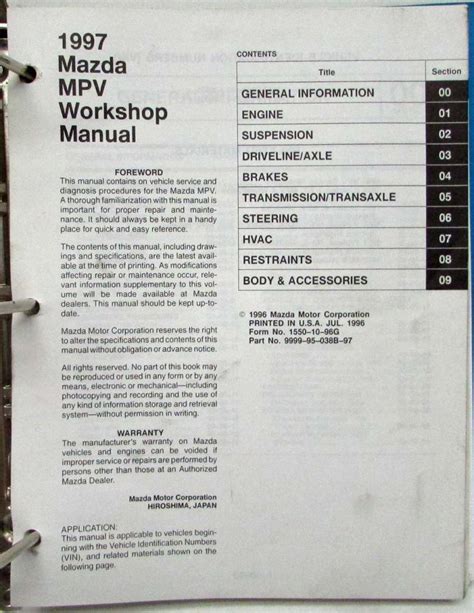 1997
Mazda
MPV
Workshop
Manual
FOREWORD
This manual contains on vehicle service and
diagnosis procedures for the Mazda MPV.
A thorough familiarization with this manual is
important for proper repair and mainte-
nance. It should always be kept in a handy
place for quick and easy reference.
The contents of this manual, including draw-
ings and specifications, are the latest avail-
able at the time of printing. As modifications
affecting repair or maintenance occur, rele-
vant information supplementary to this vol-
ume will be made available at Mazda
dealers. This manual should be kept up-to-
date.
Mazda Motor Corporation reserves the right
to alter the specifications and contents of this
manual without obligation or advance notice.
All rights reserved. No part of this book may
be reproduced or used in any form or by any
means, electronic or mechanical—including
photocopying and recording and the use of
any kind of information storage and retrieval
system—without permission in writing.
WARRANTY
The manufacturer's warranty on Mazda
vehicles and engines can be voided if
improper service or repairs are performed by
persons other than those at an Authorized
Mazda Dealer.
Mazda Motor Corporation
HIROSHIMA, JAPAN
APPLICATION:
This manual is applicable to vehicles begin-
ning with the Vehicle Identification Numbers
(VIN), and related materials shown on the
following page.
CONTENTS
Title Section
GENERAL INFORMATION 00
ENGINE 01
SUSPENSION 02
DRIVELINE/AXLE 03
BRAKES 04
TRANSMISSION/TRANSAXLE 05
STEERING 06
HVAC 07
RESTRAINTS 08
BODY & ACCESSORIES 09
© 1996 Mazda Motor Corporation
PRINTED IN U.S.A. JUL. 1996
Form No. 1550-10-96G
Part No. 9999-95-038B-97